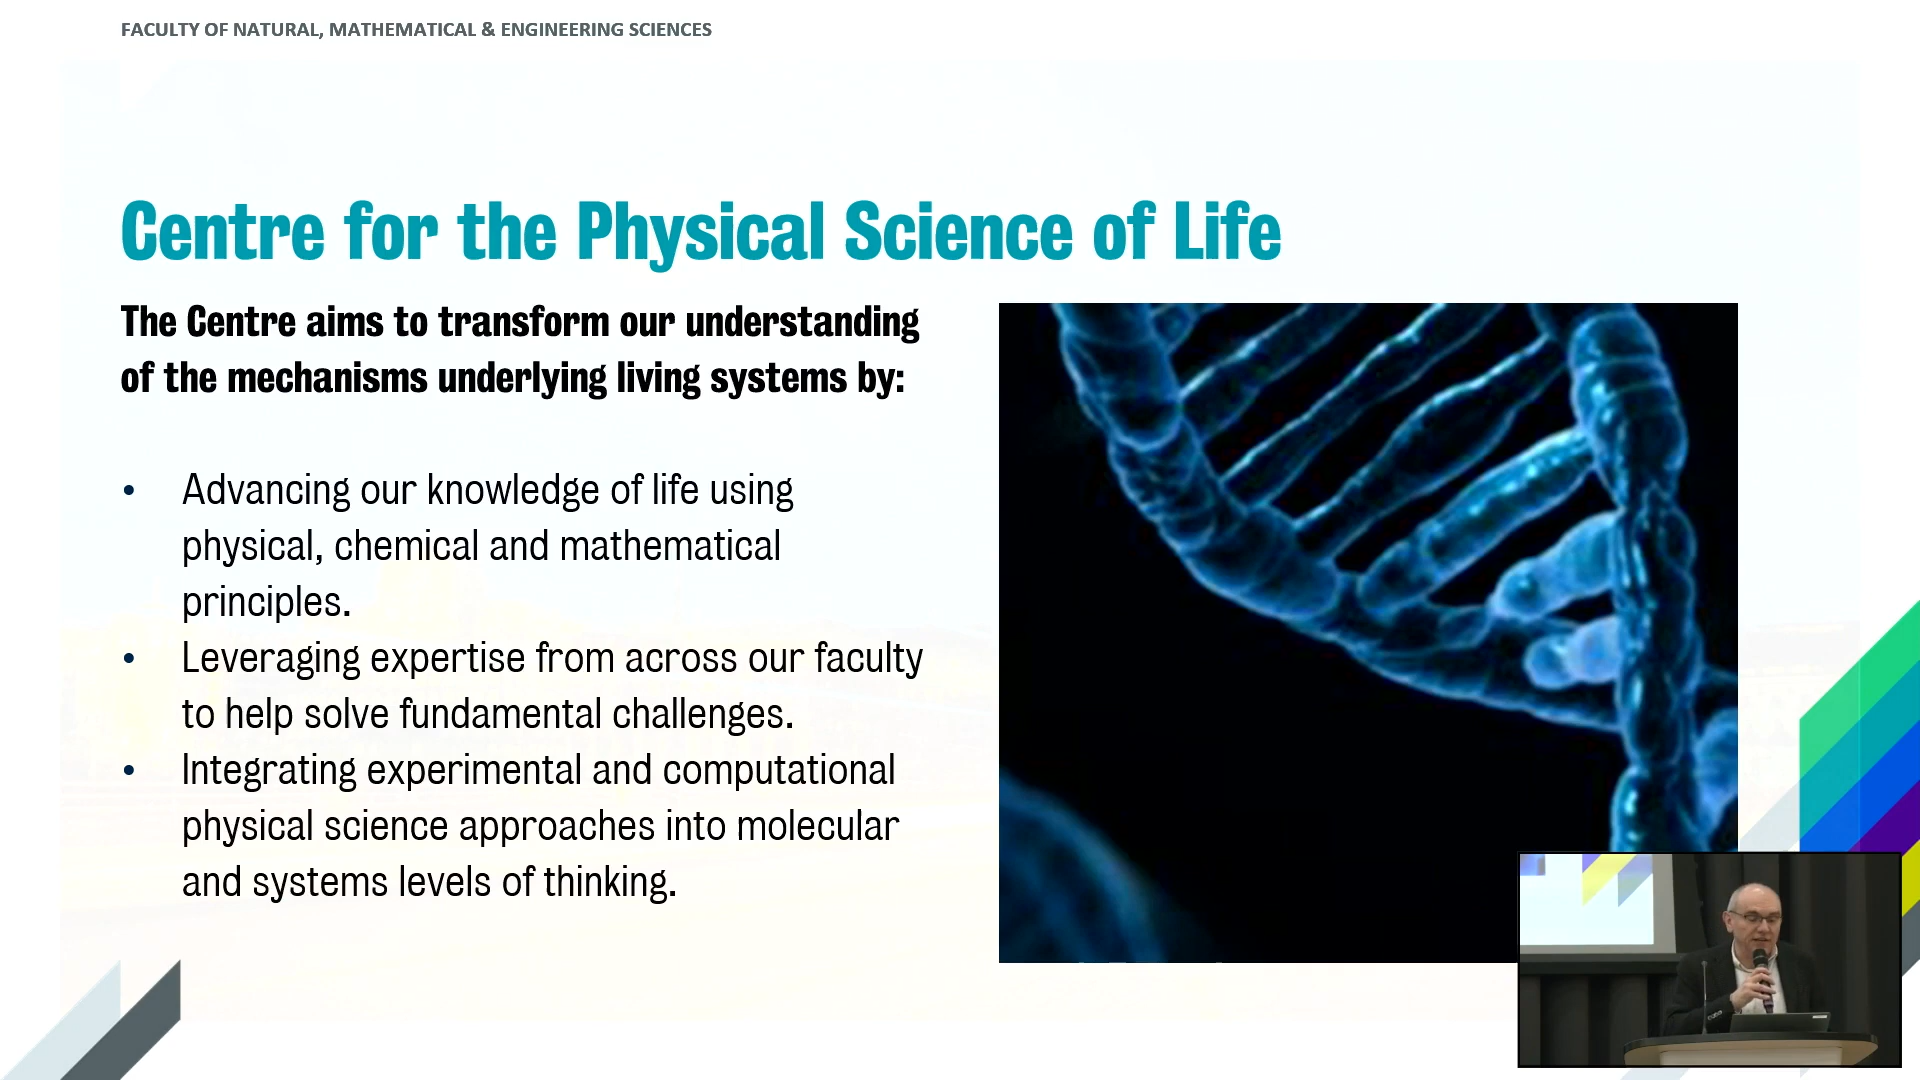 FACULTY OF NATURAL, MATHEMATICAL & ENGINEERING SCIENCES
Centre for the Physical Science of Life
The Centre aims to transform our understanding
of the mechanisms underlying living systems by:
• Advancing our knowledge of life using
physical, chemical and mathematical
principles.
• Leveraging expertise from across our faculty
to help solve fundamental challenges.
• Integrating experimental and computational
physical science approaches into molecular
and systems levels of thinking.